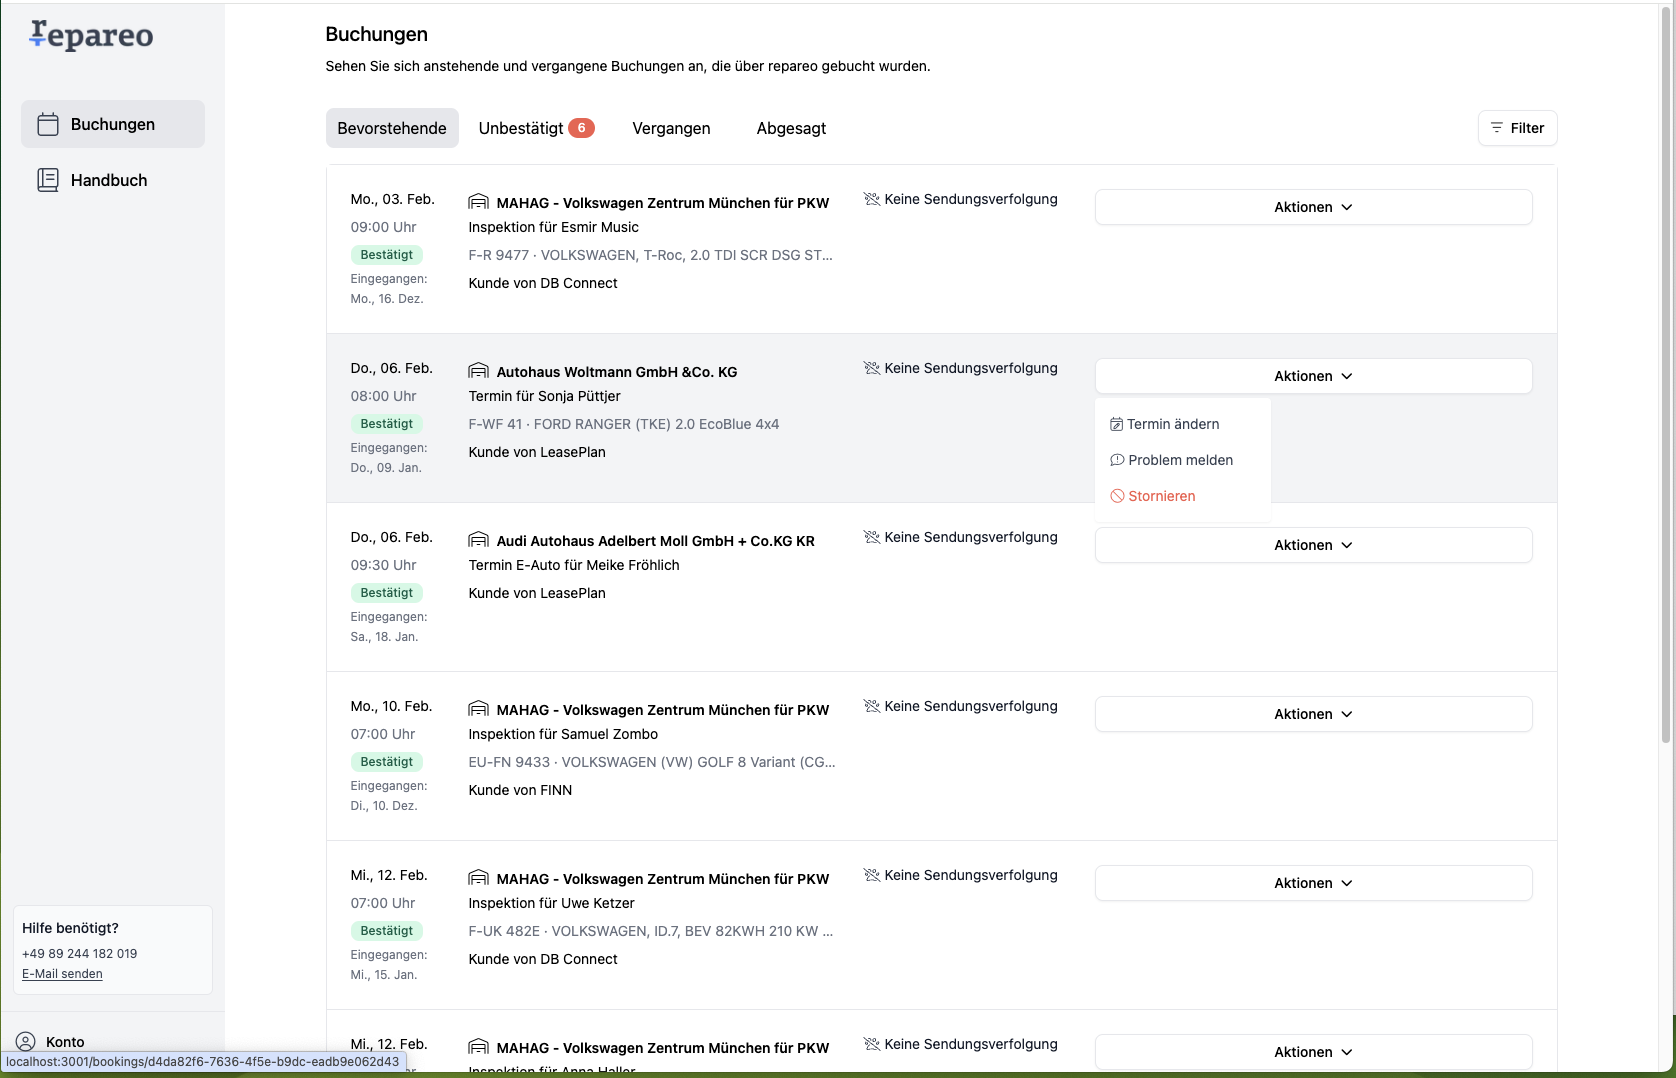 repareo
Buchungen
Handbuch
Hilfe benötigt?
+49 89 244 182 019
E-Mail senden
Konto
localhost:3001/bookings/d4da82f6-7636-4f5e-b9dc-eadb9e062d43
Buchungen
Sehen Sie sich anstehende und vergangene Buchungen an, die über repareo gebucht wurden.
Bevorstehende Unbestätigt 6 Vergangen Abgesagt Filter
Mo., 03. Feb.
09:00 Uhr
Bestätigt
Eingegangen:
Mo., 16. Dez.
MAHAG - Volkswagen Zentrum München für PKW
Inspektion für Esmir Music
F-R 9477 · VOLKSWAGEN, T-Roc, 2.0 TDI SCR DSG ST...
Kunde von DB Connect
Keine Sendungsverfolgung
Aktionen
Do., 06. Feb.
08:00 Uhr
Bestätigt
Eingegangen:
Do., 09. Jan.
Autohaus Woltmann GmbH &Co. KG
Termin für Sonja Püttjer
F-WF 41 · FORD RANGER (TKE) 2.0 EcoBlue 4x4
Kunde von LeasePlan
Keine Sendungsverfolgung
Aktionen
Termin ändern
Problem melden
Stornieren
Do., 06. Feb.
09:30 Uhr
Bestätigt
Eingegangen:
Sa., 18. Jan.
Audi Autohaus Adelbert Moll GmbH + Co.KG KR
Termin E-Auto für Meike Fröhlich
Kunde von LeasePlan
Keine Sendungsverfolgung
Aktionen
Mo., 10. Feb.
07:00 Uhr
Bestätigt
Eingegangen:
Di., 10. Dez.
MAHAG - Volkswagen Zentrum München für PKW
Inspektion für Samuel Zombo
EU-FN 9433 · VOLKSWAGEN (VW) GOLF 8 Variant (CG...
Kunde von FINN
Keine Sendungsverfolgung
Aktionen
Mi., 12. Feb.
07:00 Uhr
Bestätigt
Eingegangen:
Mi., 15. Jan.
MAHAG - Volkswagen Zentrum München für PKW
Inspektion für Uwe Ketzer
F-UK 482E · VOLKSWAGEN, ID.7, BEV 82KWH 210 KW ...
Kunde von DB Connect
Keine Sendungsverfolgung
Aktionen
Mi., 12. Feb.
MAHAG - Volkswagen Zentrum München für PKW
Inspektion für Anna Haller
Keine Sendungsverfolgung
Aktionen